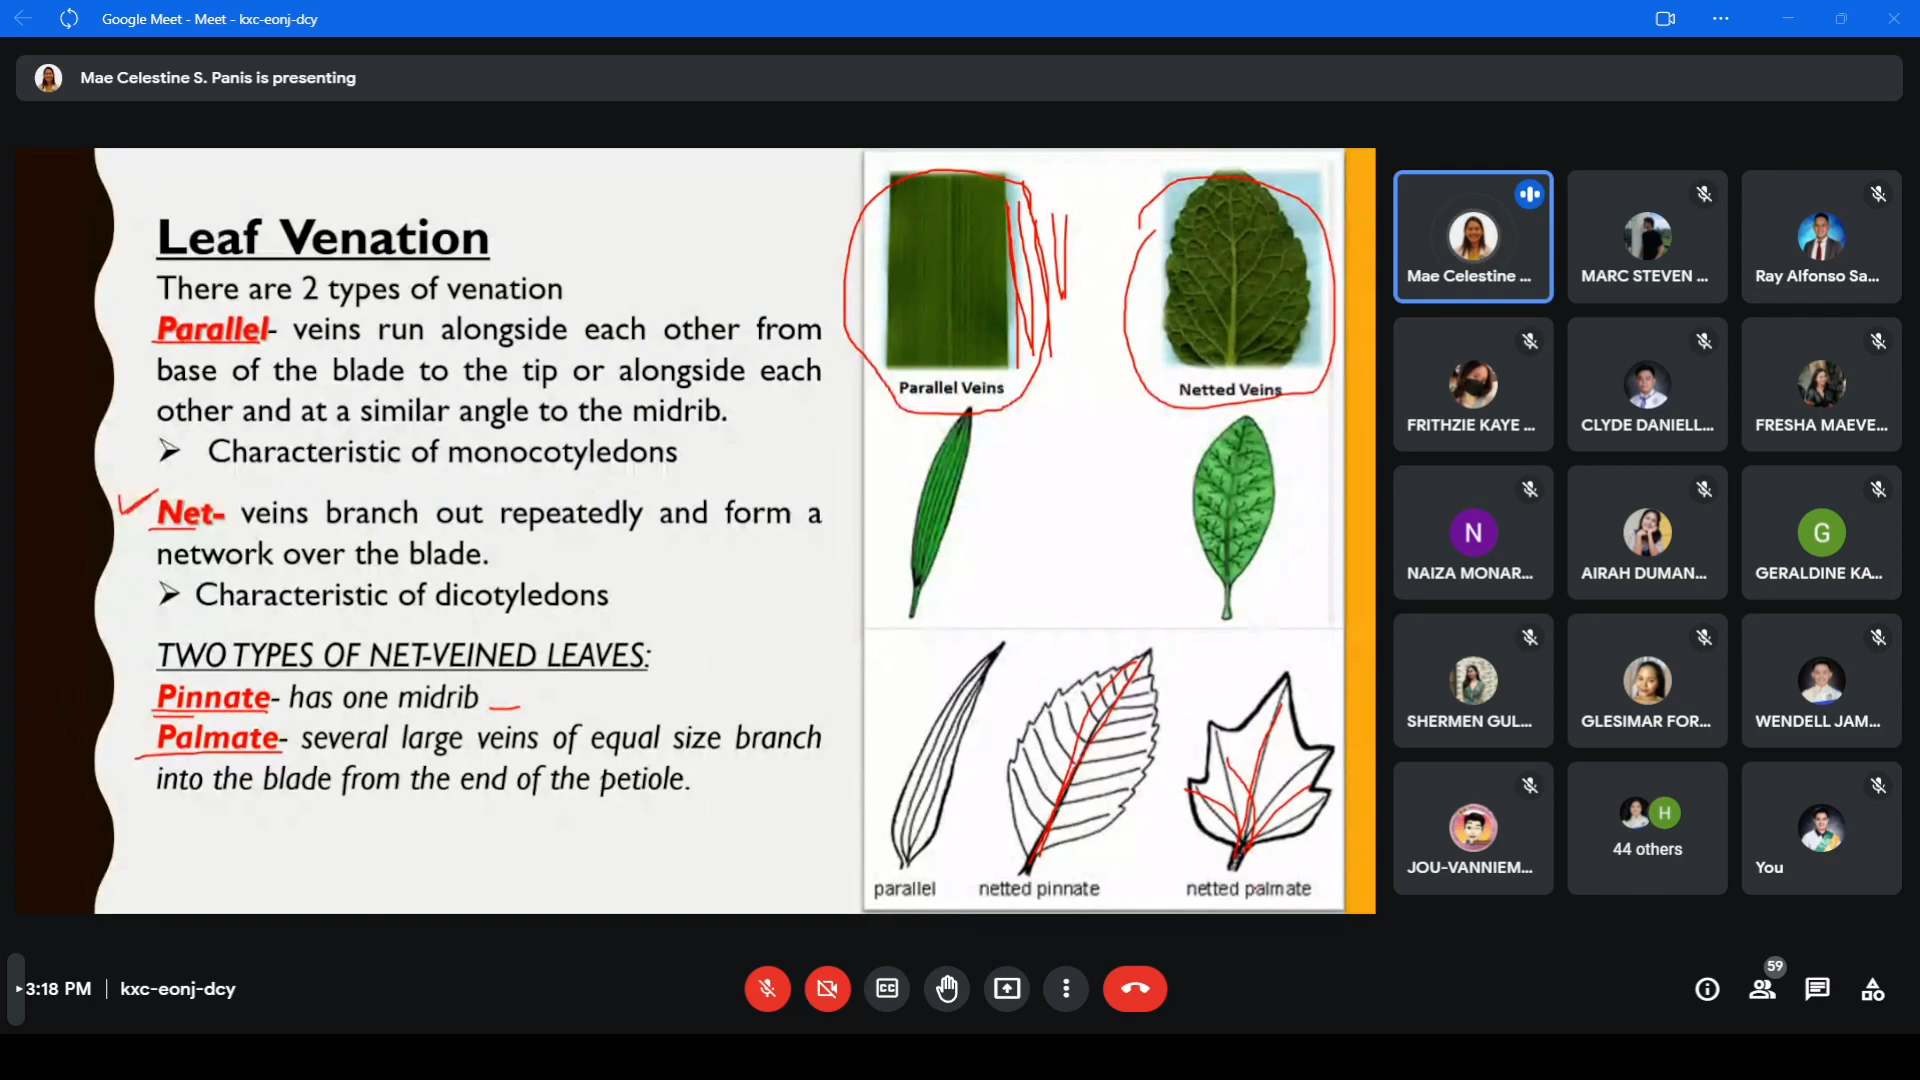 Google Meet - Meet - kxc-eonj-dcy
Mae Celestine S. Panis is presenting
Leaf Venation
There are 2 types of venation
Parallel- veins run alongside each other from
base of the blade to the tip or alongside each
other and at a similar angle to the midrib.
➢ Characteristic of monocotyledons
Net- veins branch out repeatedly and form a
network over the blade.
➢ Characteristic of dicotyledons
TWO TYPES OF NET-VEINED LEAVES:
Pinnate- has one midrib
Palmate- several large veins of equal size branch
into the blade from the end of the petiole.
Parallel Veins
Netted Veins
parallel
netted pinnate
netted palmate
Mae Celestine ...
MARC STEVEN ...
Ray Alfonso Sa...
FRITHZIE KAYE ...
CLYDE DANIELL...
FRESHA MAEVE...
N
NAIZA MONAR...
AIRAH DUMAN...
G
GERALDINE KA...
SHERMEN GUL...
GLESIMAR FOR...
WENDELL JAM...
JOU-VANNIEM...
H
44 others
You
3:18 PM | kxc-eonj-dcy
CC
59